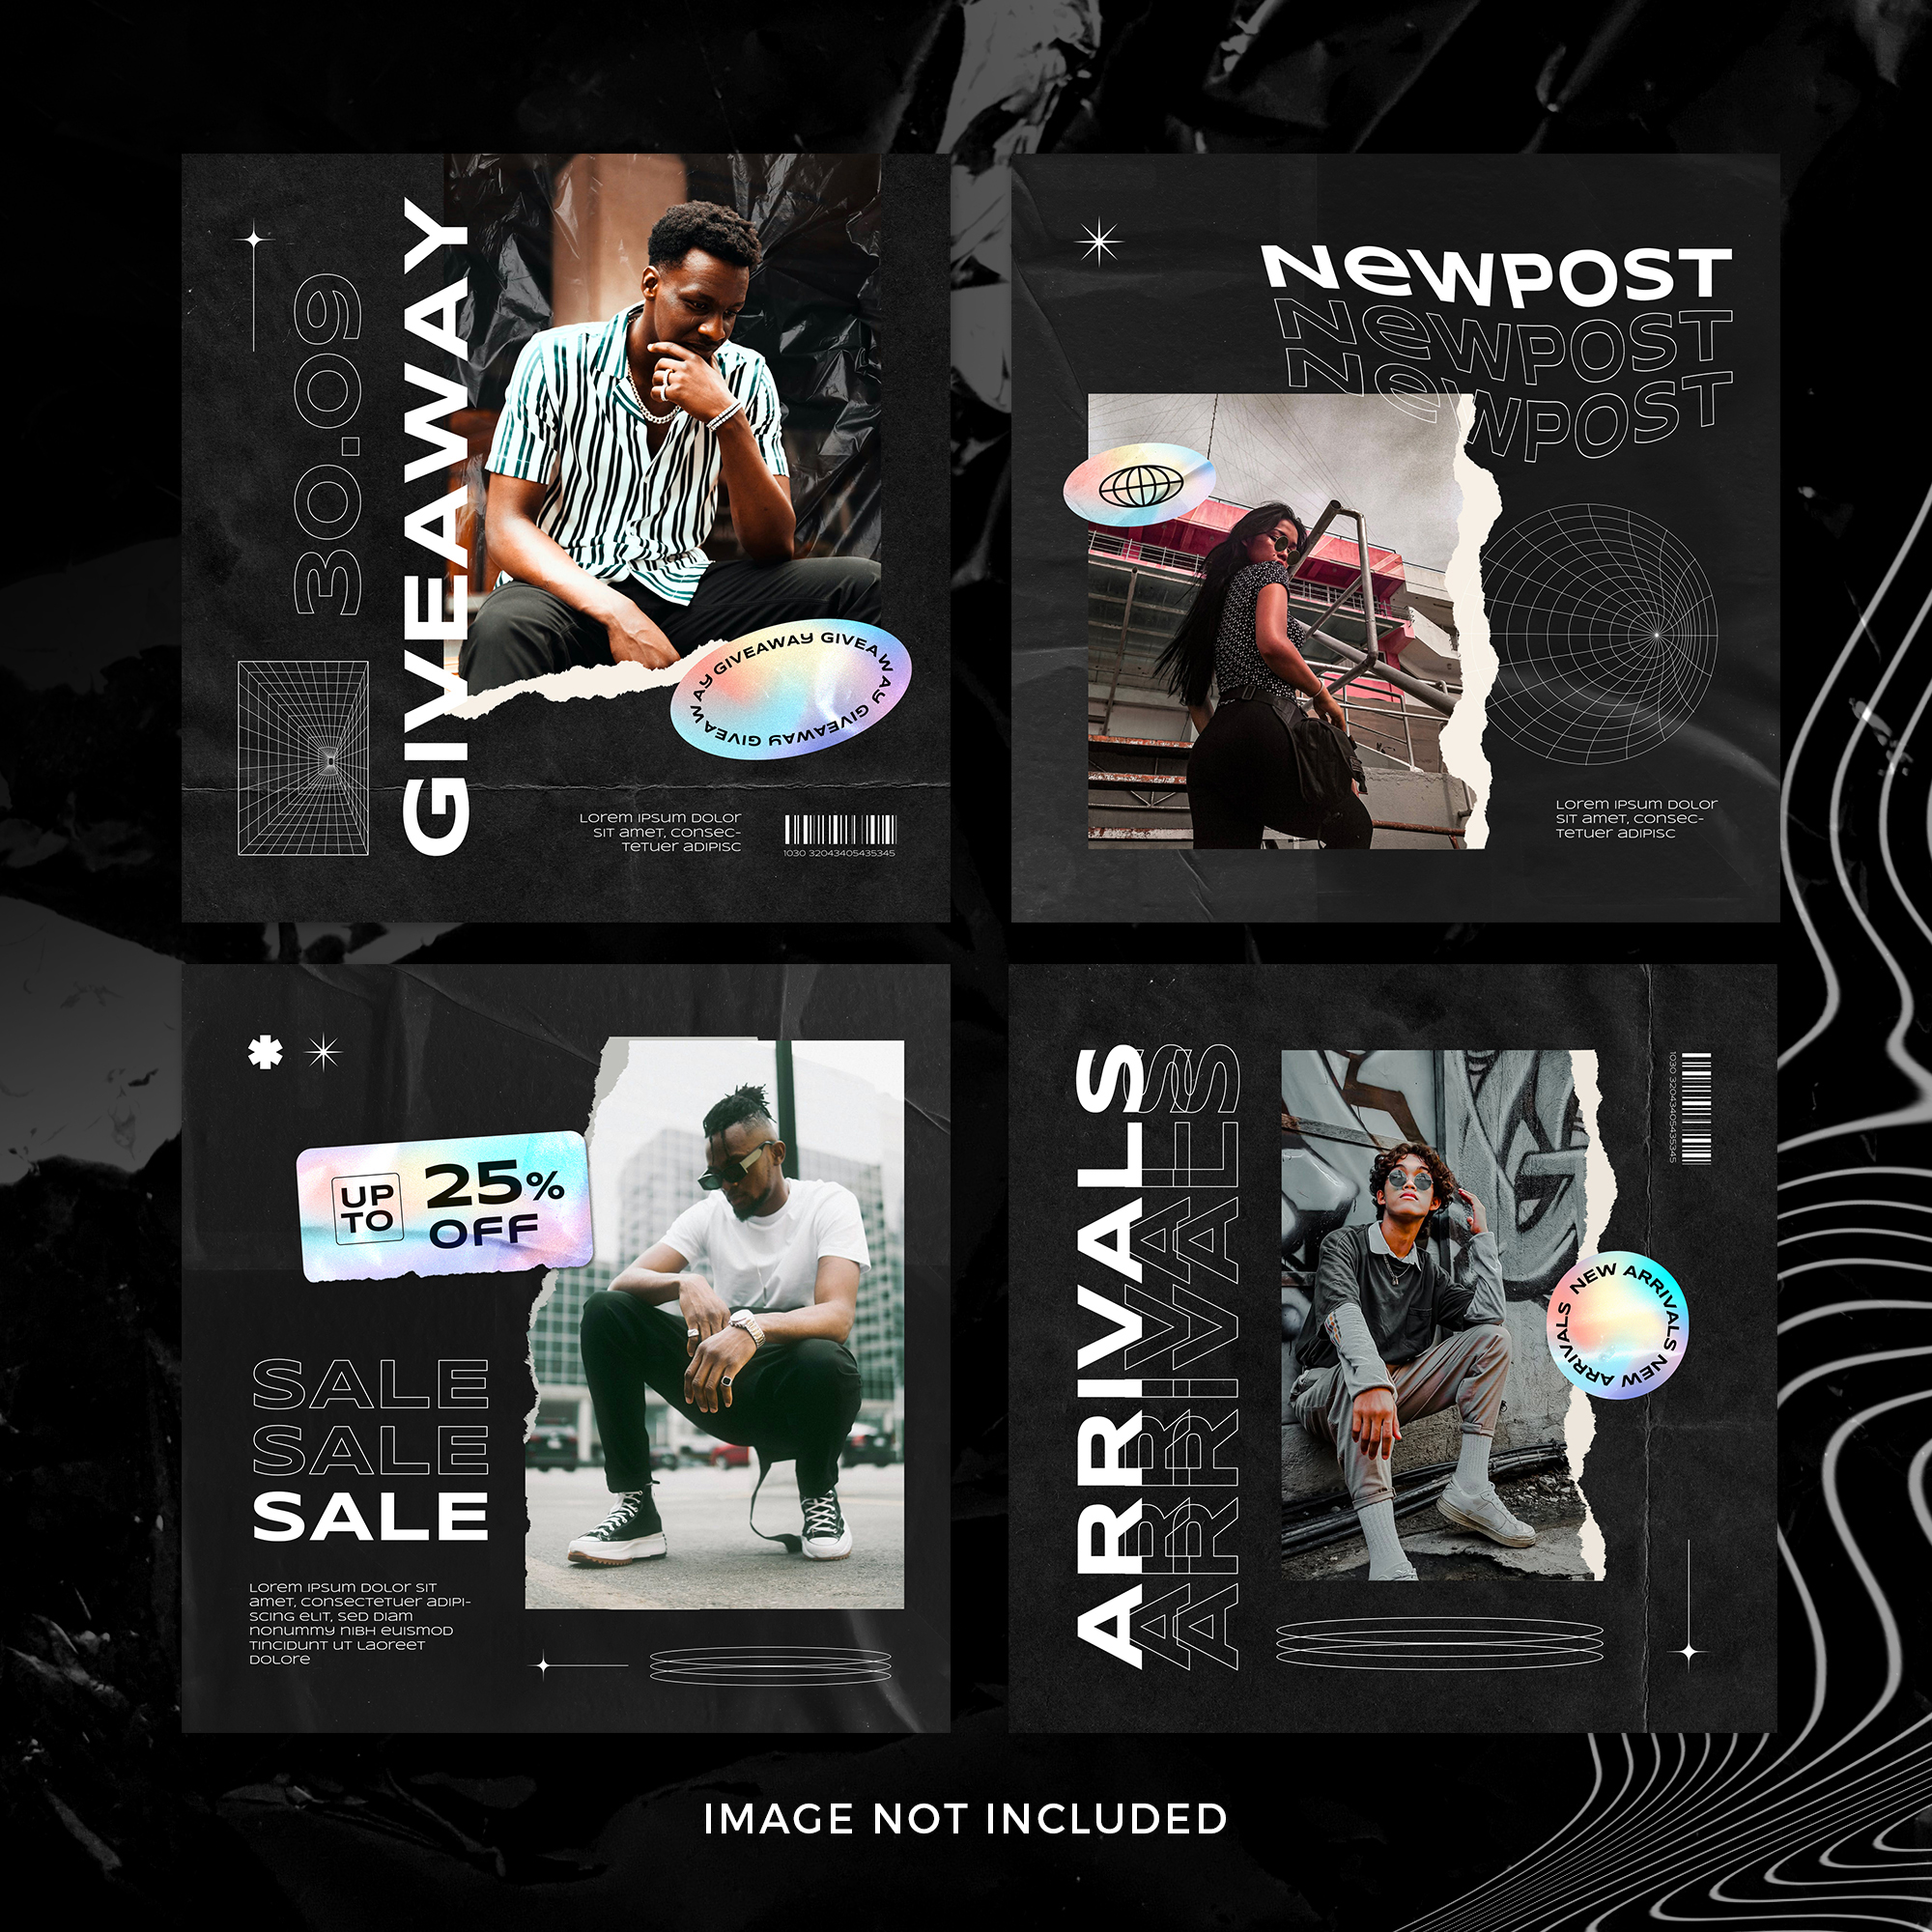 30.09
GIVEAWAY
GIVEAWAY GIVEAWAY GIVEAWAY GIVEAWAY
Lorem ipsum dolor
sit amet, consec-
tetuer adipisc
1030 32043405435345
NeWPOST
NeWPOST
NeWPOST
Lorem ipsum dolor
sit amet, consec-
tetuer adipisc
UP
TO
25%
OFF
SALE
SALE
SALE
Lorem ipsum dolor sit
amet, consectetuer adipi-
scing elit, sed diam
nonummy nibh euismod
tincidunt ut laoreet
dolore
ARRIVALS
ARRIVALS
ARRIVALS
NEW ARRIVALS NEW ARRIVALS
1030 32043405435345
IMAGE NOT INCLUDED